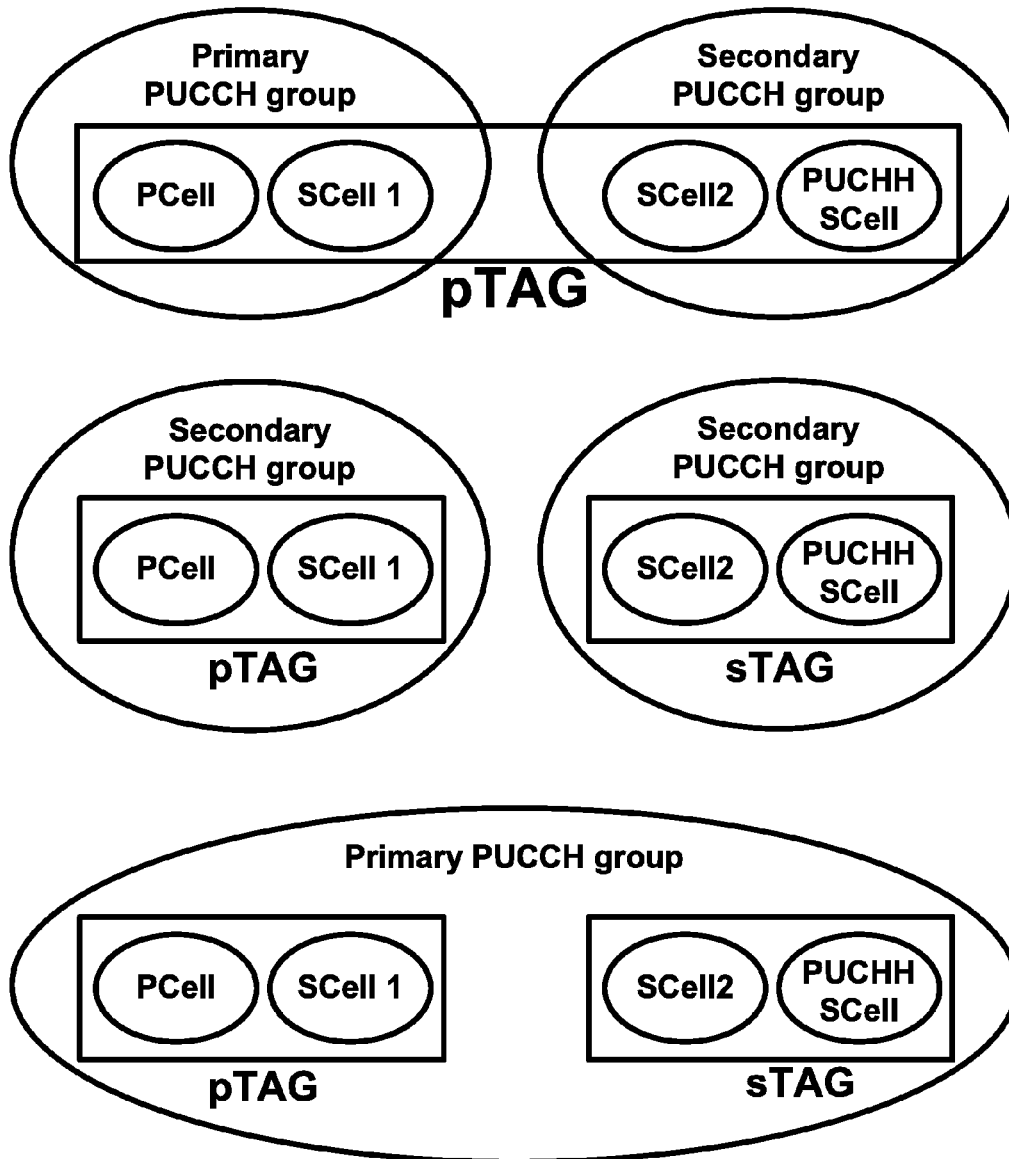 Primary
PUCCH group
Secondary
PUCCH group
PCell
SCell 1
SCell2
PUCHH
SCell
pTAG
Secondary
PUCCH group
Secondary
PUCCH group
PCell
SCell 1
SCell2
PUCHH
SCell
pTAG
sTAG
Primary PUCCH group
PCell
SCell 1
SCell2
PUCHH
SCell
pTAG
sTAG